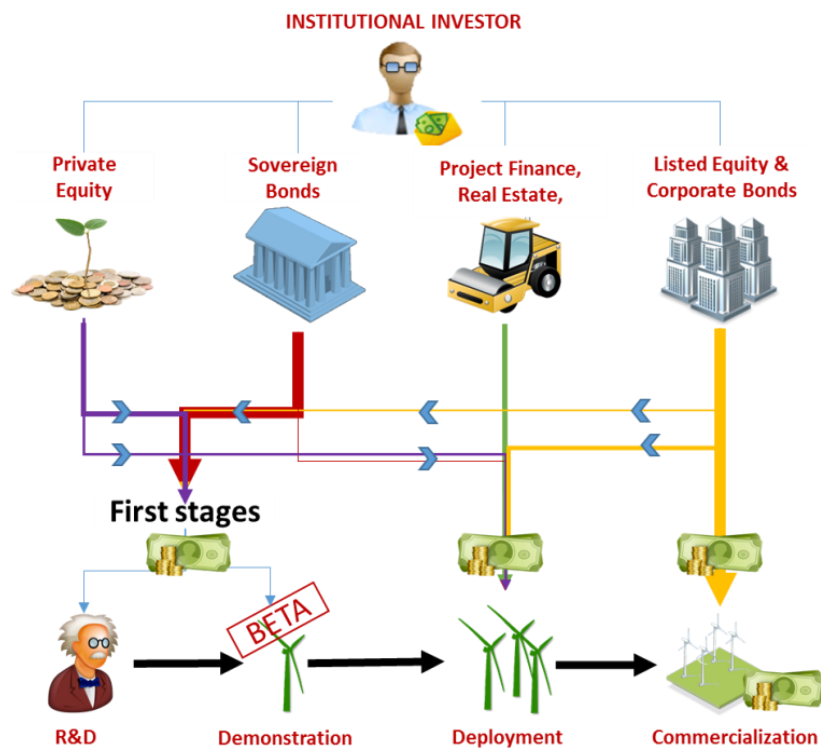 INSTITUTIONAL INVESTOR
Private
Equity
Sovereign
Bonds
Project Finance,
Real Estate,
Listed Equity &
Corporate Bonds
First stages
BETA
R&D
Demonstration
Deployment
Commercialization